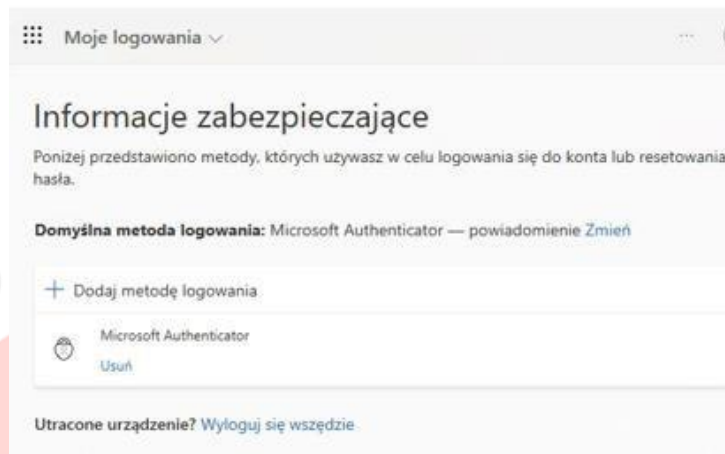 Moje logowania
Informacje zabezpieczające
Poniżej przedstawiono metody, których używasz w celu logowania się do konta lub resetowania
hasła.
Domyślna metoda logowania: Microsoft Authenticator — powiadomienie Zmień
+ Dodaj metodę logowania
Microsoft Authenticator
Usuń
Utracone urządzenie? Wyloguj się wszędzie